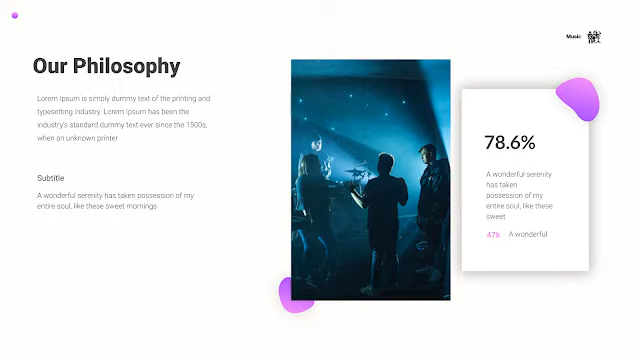 Music
Our Philosophy
Lorem Ipsum is simply dummy text of the printing and
typesetting industry. Lorem Ipsum has been the
industry's standard dummy text ever since the 1500s,
when an unknown printer
Subtitle
A wonderful serenity has taken possession of my
entire soul, like these sweet mornings
78.6%
A wonderful serenity
has taken
possession of my
entire soul, like these
sweet
47k A wonderful